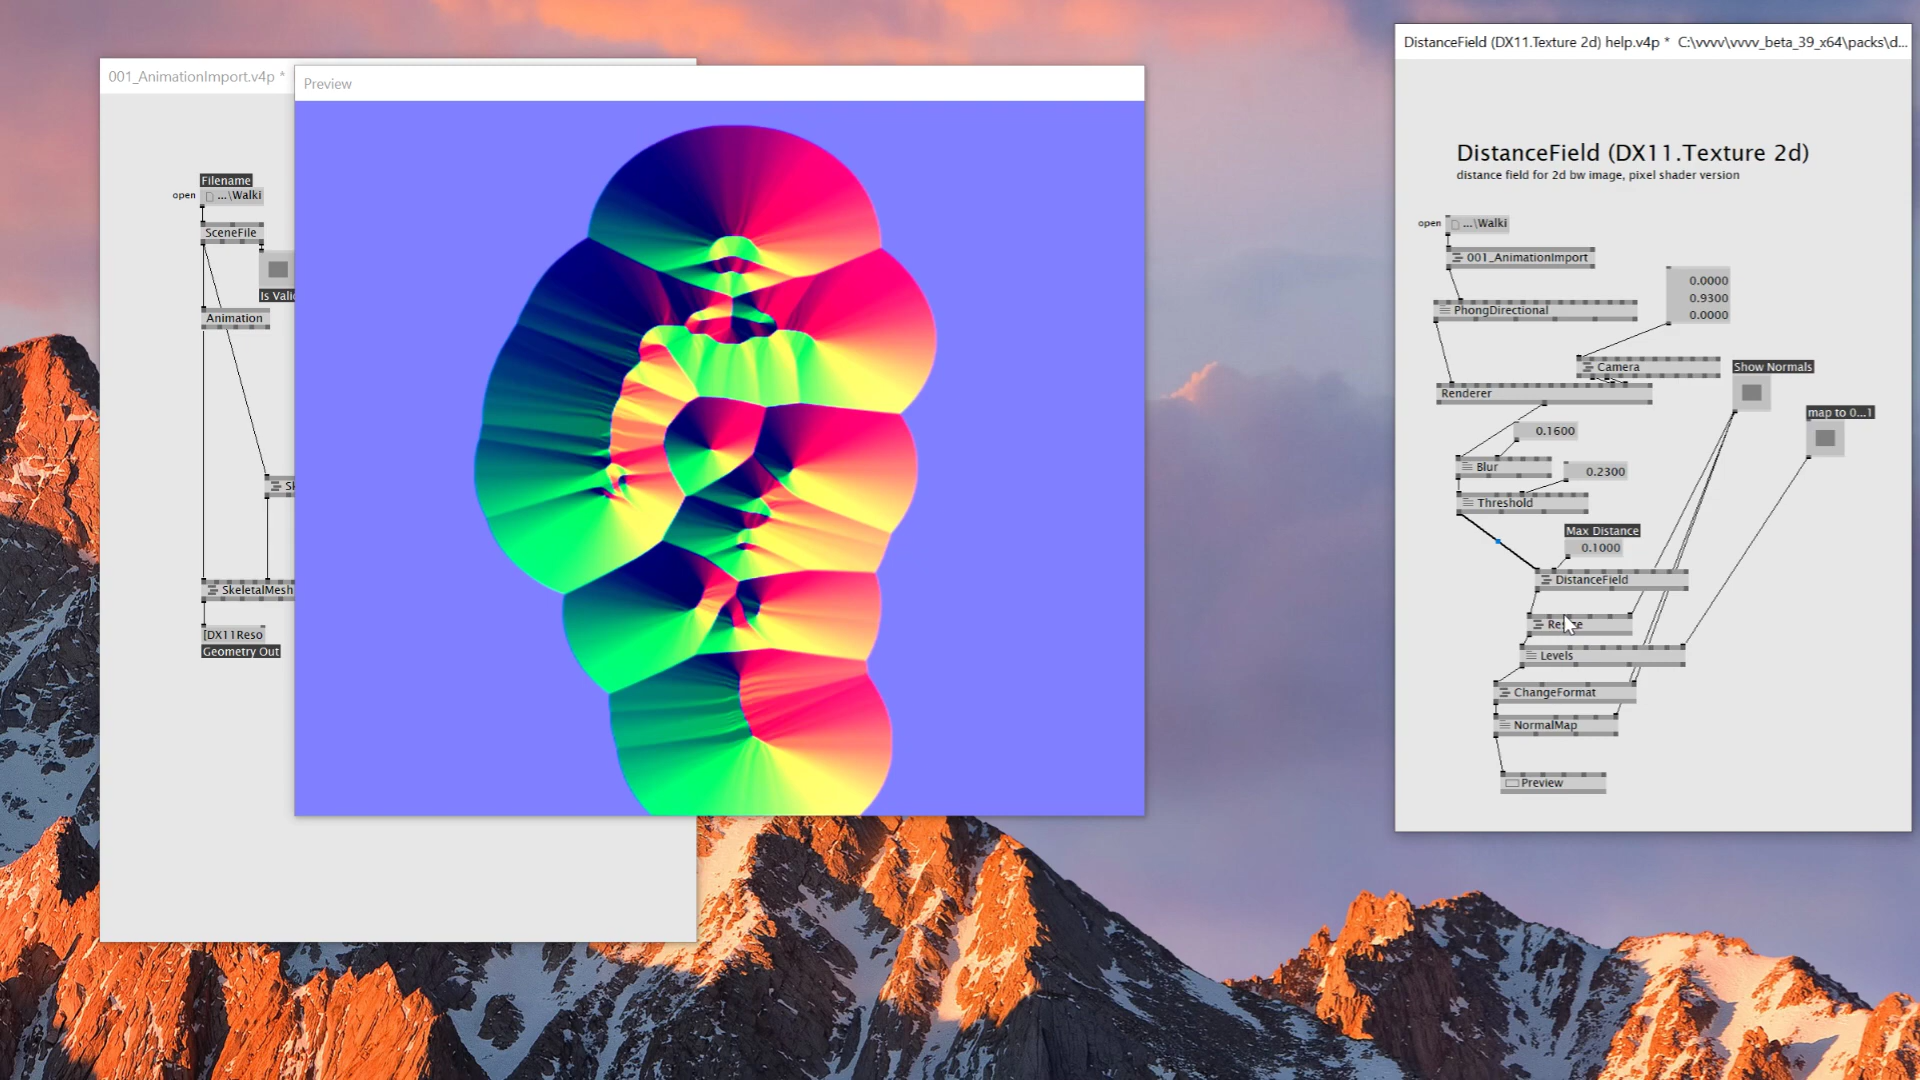 001_AnimationImport.v4p *
Filename
open ...\Walki
SceneFile
Is Vali
Animation
SkeletalMesh
[DX11Reso
Geometry Out
Preview
DistanceField (DX11.Texture 2d) help.v4p * C:\vvvv\vvvv_beta_39_x64\packs\d...
DistanceField (DX11.Texture 2d)
distance field for 2d bw image, pixel shader version
open ...\Walki
001_AnimationImport
0.0000
0.9300
0.0000
PhongDirectional
Camera
Show Normals
Renderer
map to 0...1
0.1600
Blur
0.2300
Threshold
Max Distance
0.1000
DistanceField
Levels
ChangeFormat
NormalMap
Preview